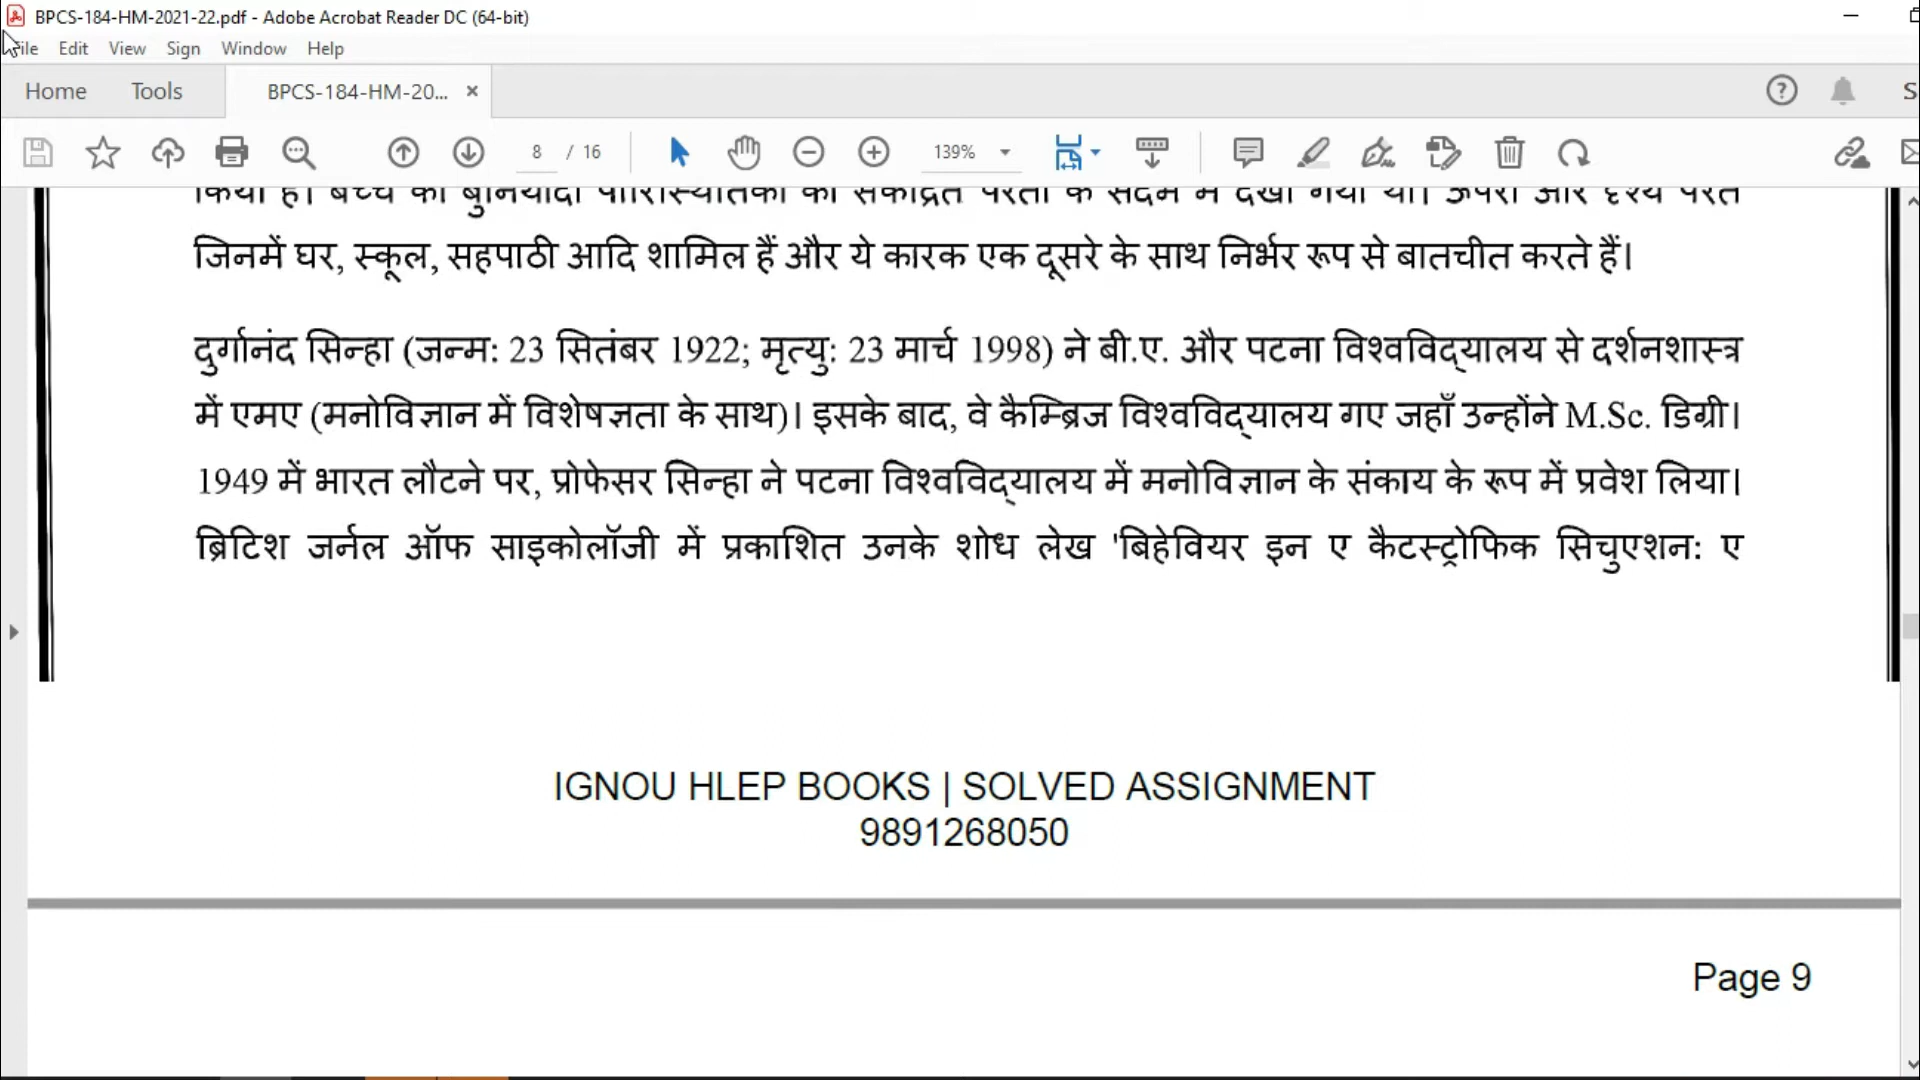 BPCS-184-HM-2021-22.pdf - Adobe Acrobat Reader DC (64-bit)
File Edit View Sign Window Help
Home Tools BPCS-184-HM-20... ×
8 / 16 139%
जिनमें घर, स्कूल, सहपाठी आदि शामिल हैं और ये कारक एक दूसरे के साथ निर्भर रूप से बातचीत करते हैं।
दुर्गानंद सिन्हा (जन्म: 23 सितंबर 1922; मृत्यु: 23 मार्च 1998) ने बी.ए. और पटना विश्वविद्यालय से दर्शनशास्त्र
में एमए (मनोविज्ञान में विशेषज्ञता के साथ)। इसके बाद, वे कैम्ब्रिज विश्वविद्यालय गए जहाँ उन्होंने M.Sc. डिग्री।
1949 में भारत लौटने पर, प्रोफेसर सिन्हा ने पटना विश्वविद्यालय में मनोविज्ञान के संकाय के रूप में प्रवेश लिया।
ब्रिटिश जर्नल ऑफ साइकोलॉजी में प्रकाशित उनके शोध लेख 'बिहेवियर इन ए कैटस्ट्रोफिक सिचुएशन: ए
IGNOU HLEP BOOKS | SOLVED ASSIGNMENT
9891268050
Page 9